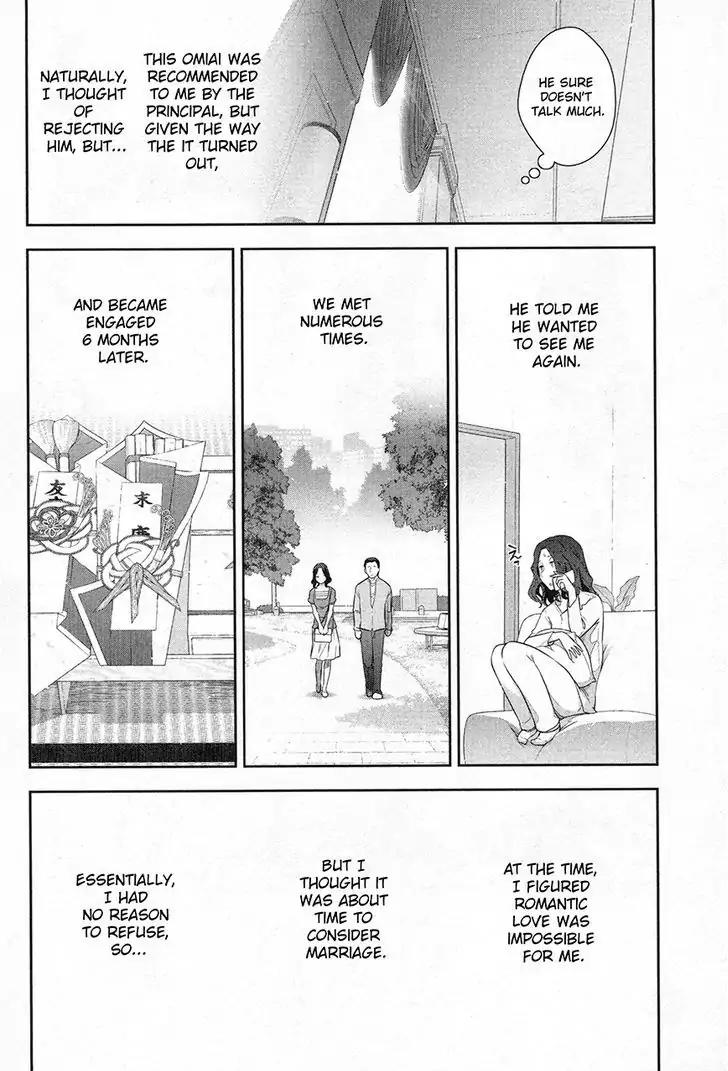 HE SURE
DOESN'T
TALK MUCH.
THIS OMIAI WAS
RECOMMENDED
TO ME BY THE
PRINCIPAL, BUT
GIVEN THE WAY
THE IT TURNED
OUT,
NATURALLY,
I THOUGHT
OF
REJECTING
HIM, BUT...
HE TOLD ME
HE WANTED
TO SEE ME
AGAIN.
え
WE MET
NUMEROUS
TIMES.
AND BECAME
ENGAGED
6 MONTHS
LATER.
末
友
AT THE TIME,
I FIGURED
ROMANTIC
LOVE WAS
IMPOSSIBLE
FOR ME.
BUT I
THOUGHT IT
WAS ABOUT
TIME TO
CONSIDER
MARRIAGE.
ESSENTIALLY,
I HAD
NO REASON
TO REFUSE,
SO...